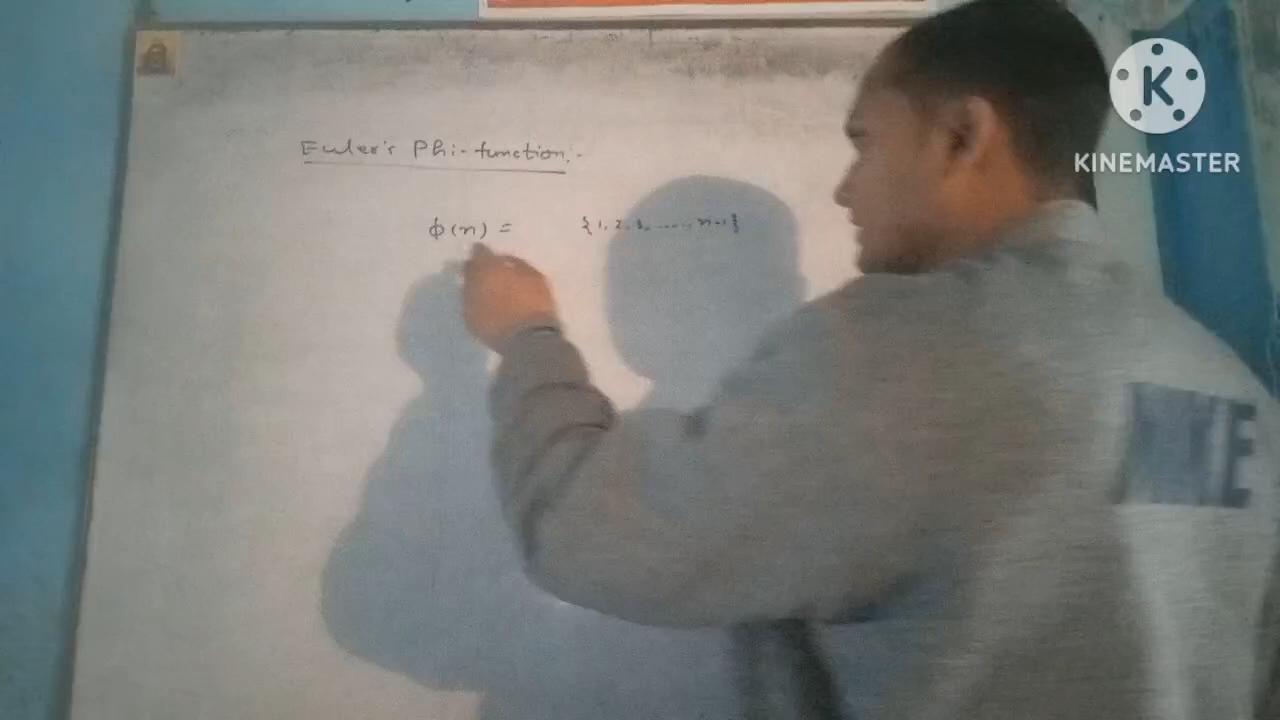 Euler's Phi-function:-
ϕ(n) = {1, 2, 3, ....., n-1}
KINEMASTER